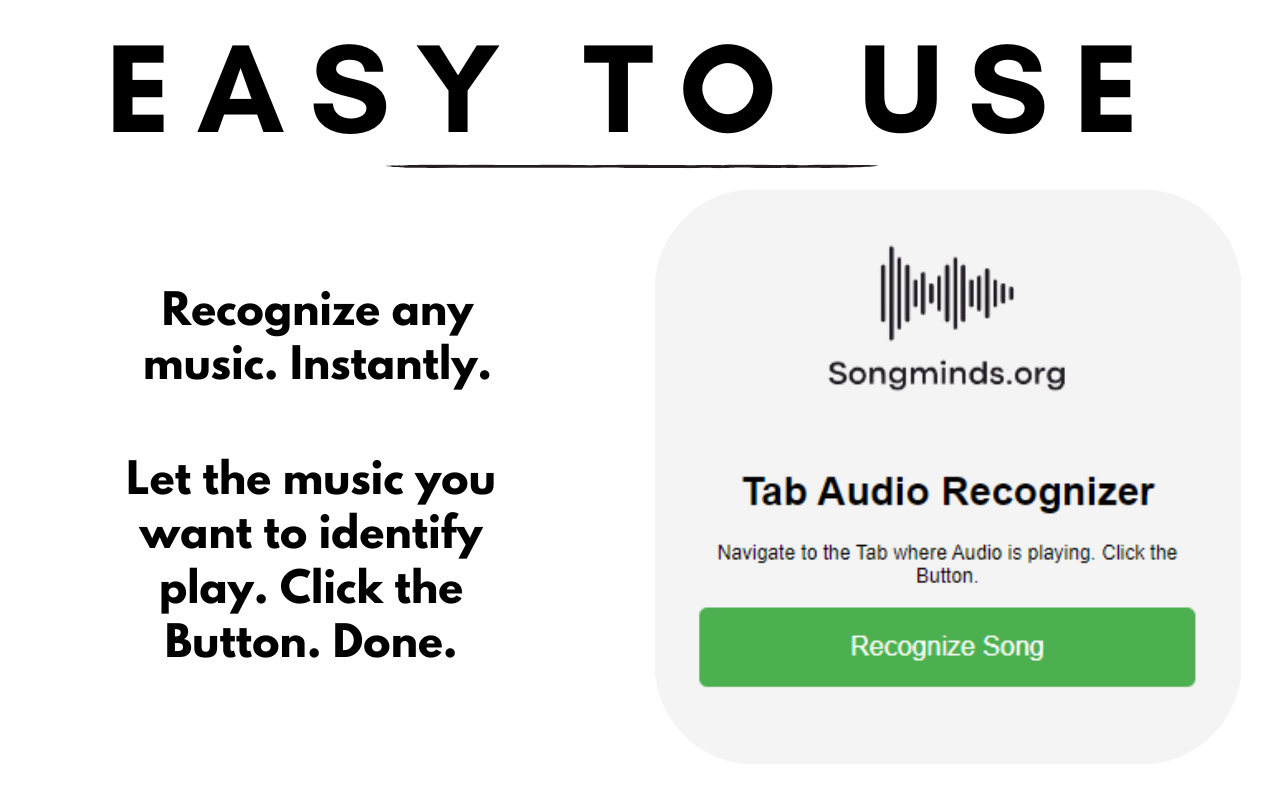 EASY TO USE
Recognize any
music. Instantly.
Let the music you
want to identify
play. Click the
Button. Done.
Songminds.org
Tab Audio Recognizer
Navigate to the Tab where Audio is playing. Click the
Button.
Recognize Song